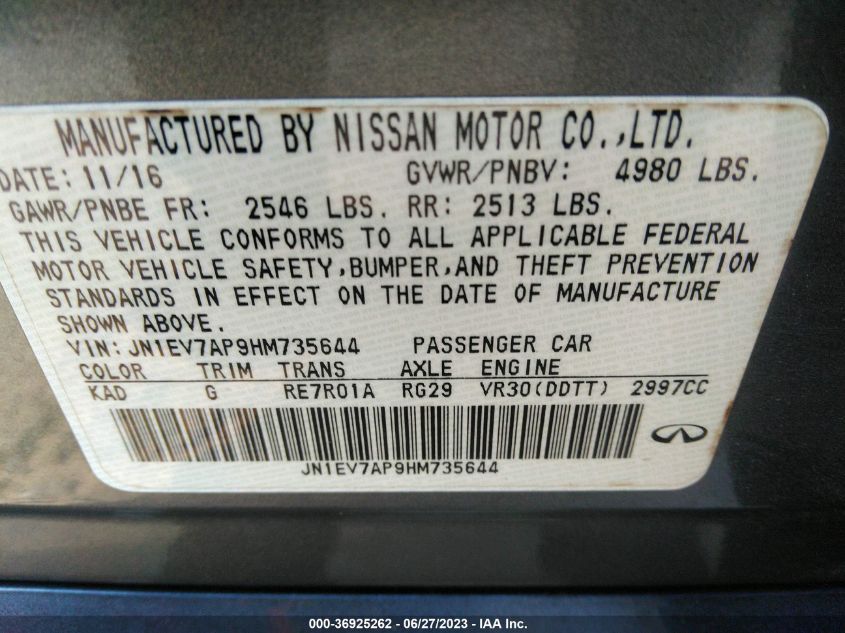 MANUFACTURED BY NISSAN MOTOR CO.,LTD.
DATE: 11/16 GVWR/PNBV: 4980 LBS.
GAWR/PNBE FR: 2546 LBS. RR: 2513 LBS.
THIS VEHICLE CONFORMS TO ALL APPLICABLE FEDERAL
MOTOR VEHICLE SAFETY,BUMPER,AND THEFT PREVENTION
STANDARDS IN EFFECT ON THE DATE OF MANUFACTURE
SHOWN ABOVE.
VIN:JN1EV7AP9HM735644 PASSENGER CAR
COLOR TRIM TRANS AXLE ENGINE
KAD G RE7R01A RG29 VR30(DDTT) 2997CC
JN1EV7AP9HM735644
000-36925262 - 06/27/2023 - IAA Inc.